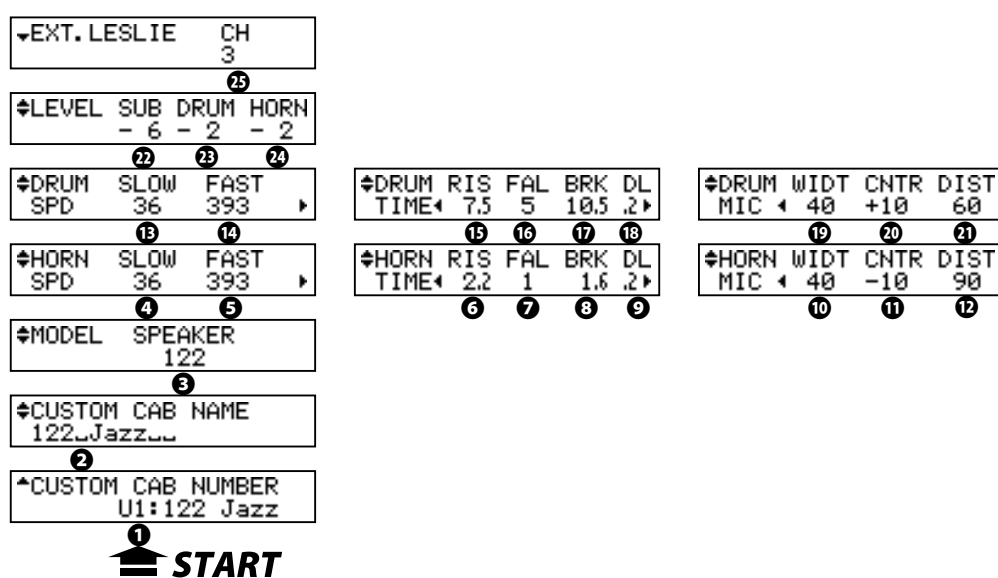 EXT.LESLIE CH
3
25
LEVEL SUB DRUM HORN
- 6 - 2 - 2
22 23 24
DRUM SLOW FAST
SPD 36 393
13 14
DRUM RIS FAL BRK DL
TIME 7.5 5 10.5 .2
15 16 17 18
DRUM WIDT CNTR DIST
MIC 40 +10 60
19 20 21
HORN SLOW FAST
SPD 36 393
4 5
HORN RIS FAL BRK DL
TIME 2.2 1 1.6 .2
6 7 8 9
HORN WIDT CNTR DIST
MIC 40 -10 90
10 11 12
MODEL SPEAKER
122
3
CUSTOM CAB NAME
122␣Jazz␣␣
2
CUSTOM CAB NUMBER
U1:122 Jazz
1
START